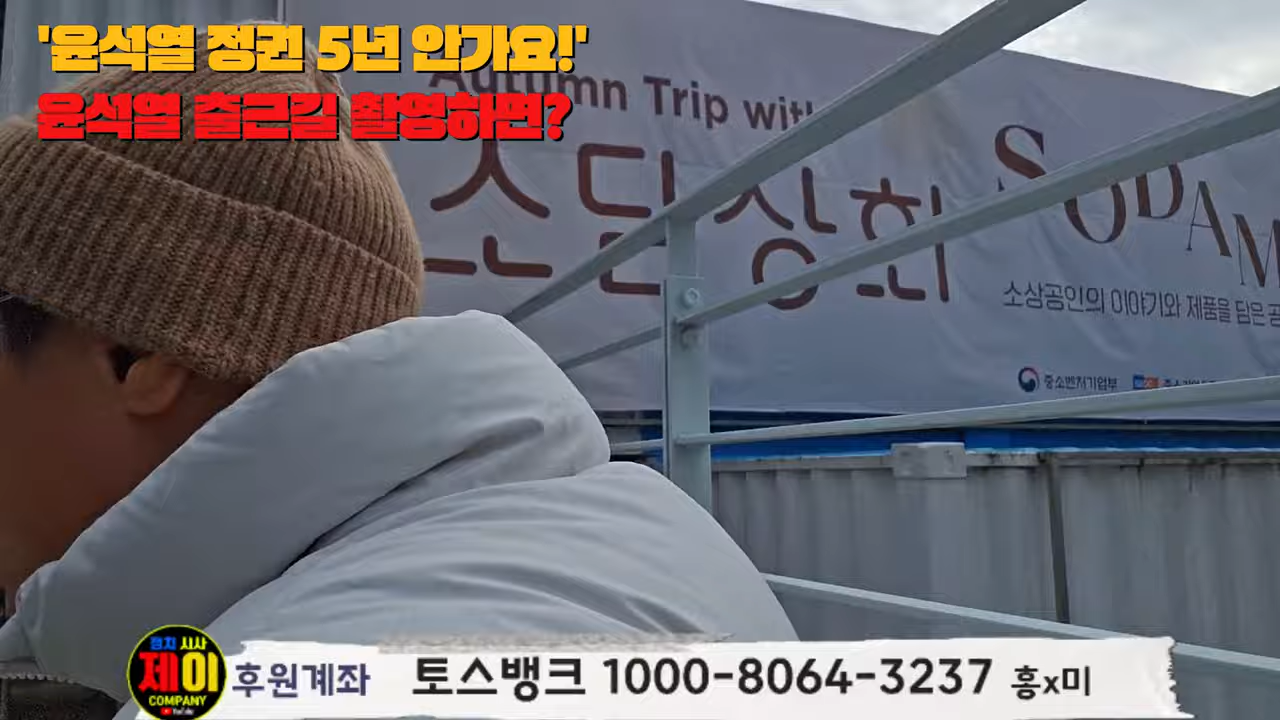 '윤석열 정권 5년 안가요!'
윤석열 출근길 촬영하면?
Autumn Trip with
소담상회
SODAM
소상공인의 이야기와 제품을 담은 공
중소벤처기업부
정치 시사
제이
COMPANY
YouTube
후원계좌 토스뱅크 1000-8064-3237 홍x미